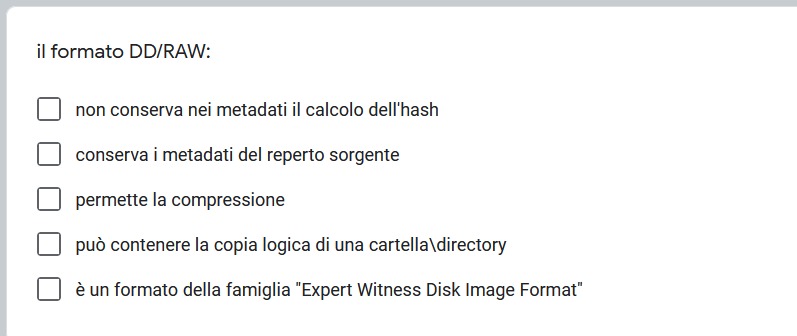 il formato DD/RAW:
non conserva nei metadati il calcolo dell'hash
conserva i metadati del reperto sorgente
permette la compressione
può contenere la copia logica di una cartella\directory
è un formato della famiglia "Expert Witness Disk Image Format"